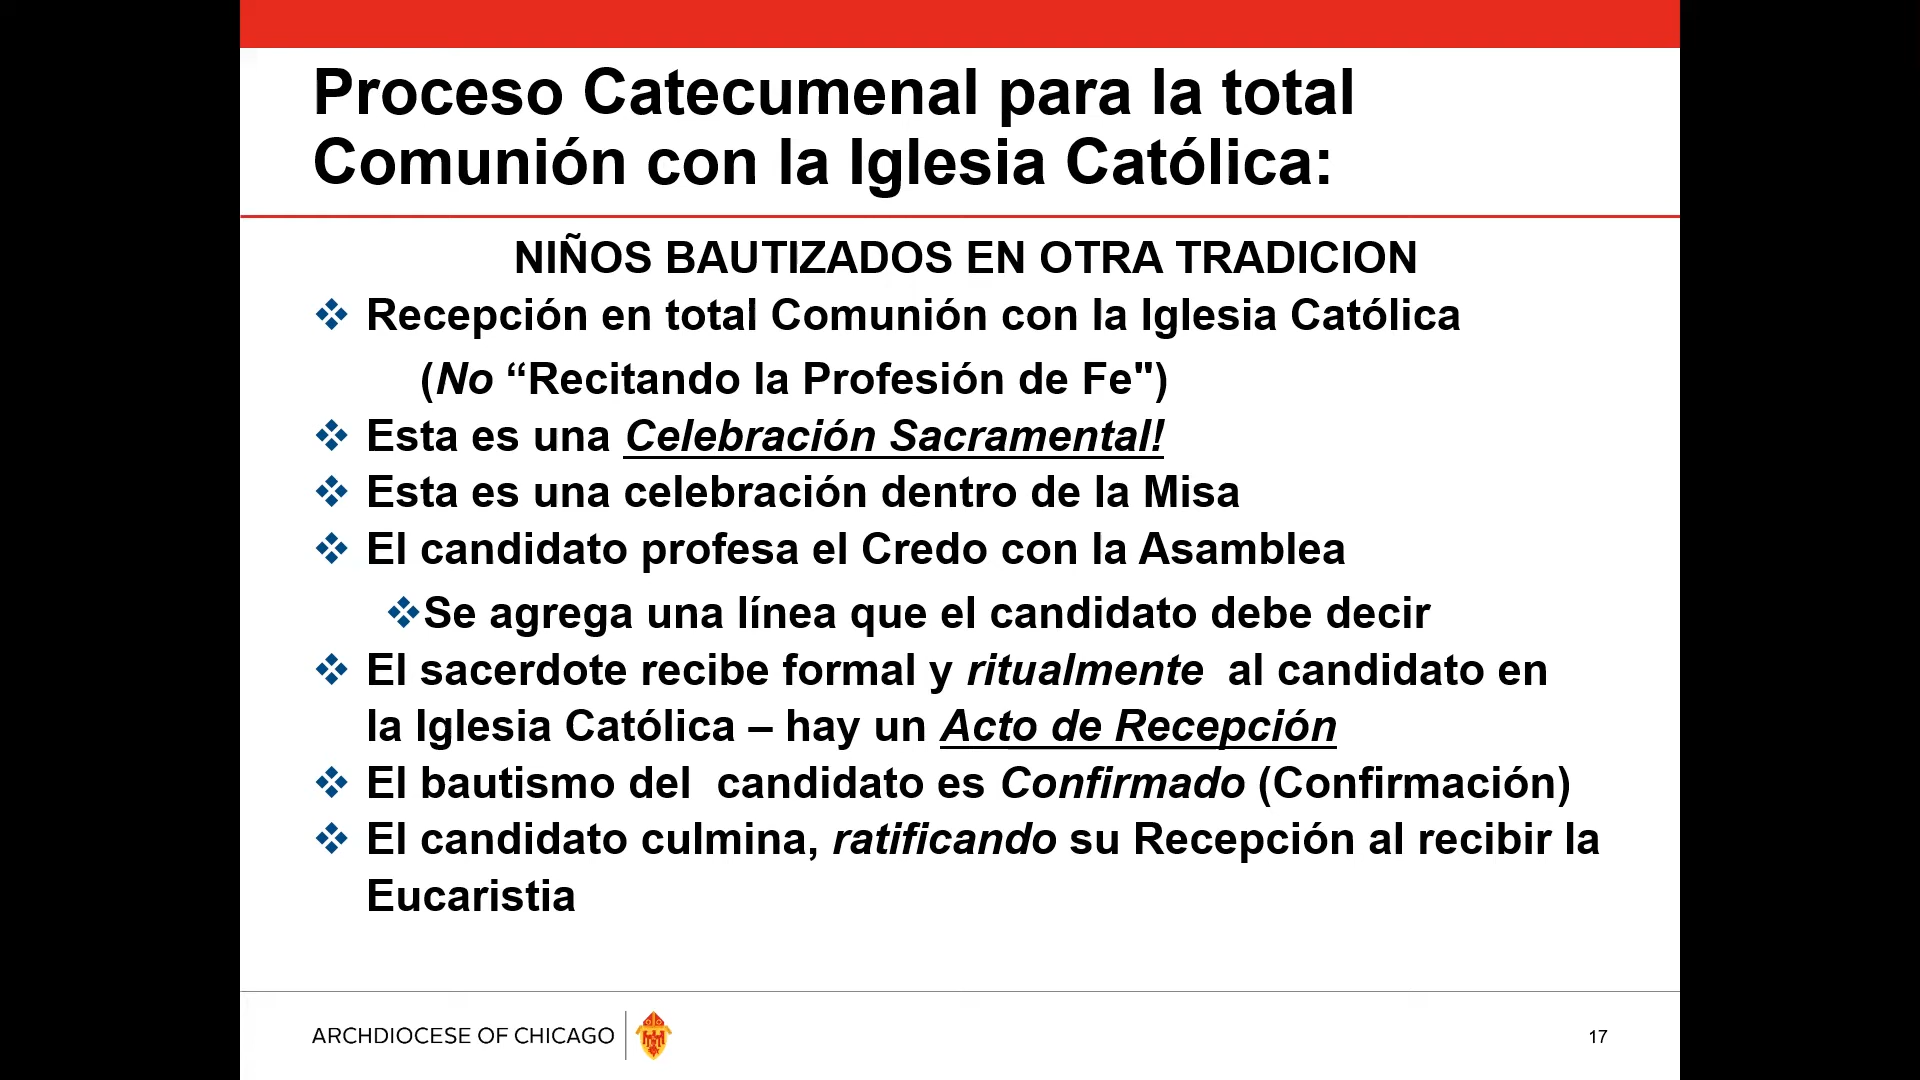 Proceso Catecumenal para la total
Comunión con la Iglesia Católica:
NIÑOS BAUTIZADOS EN OTRA TRADICION
Recepción en total Comunión con la Iglesia Católica
(No “Recitando la Profesión de Fe")
Esta es una Celebración Sacramental!
Esta es una celebración dentro de la Misa
El candidato profesa el Credo con la Asamblea
Se agrega una línea que el candidato debe decir
El sacerdote recibe formal y ritualmente al candidato en
la Iglesia Católica – hay un Acto de Recepción
El bautismo del candidato es Confirmado (Confirmación)
El candidato culmina, ratificando su Recepción al recibir la
Eucaristia
ARCHDIOCESE OF CHICAGO
17